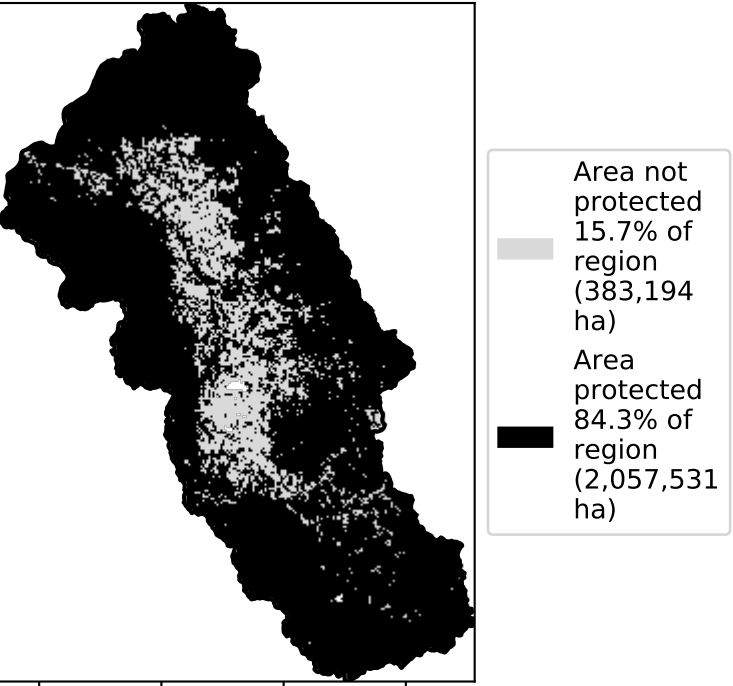 Area not
protected
15.7% of
region
(383,194
ha)
Area
protected
84.3% of
region
(2,057,531
ha)